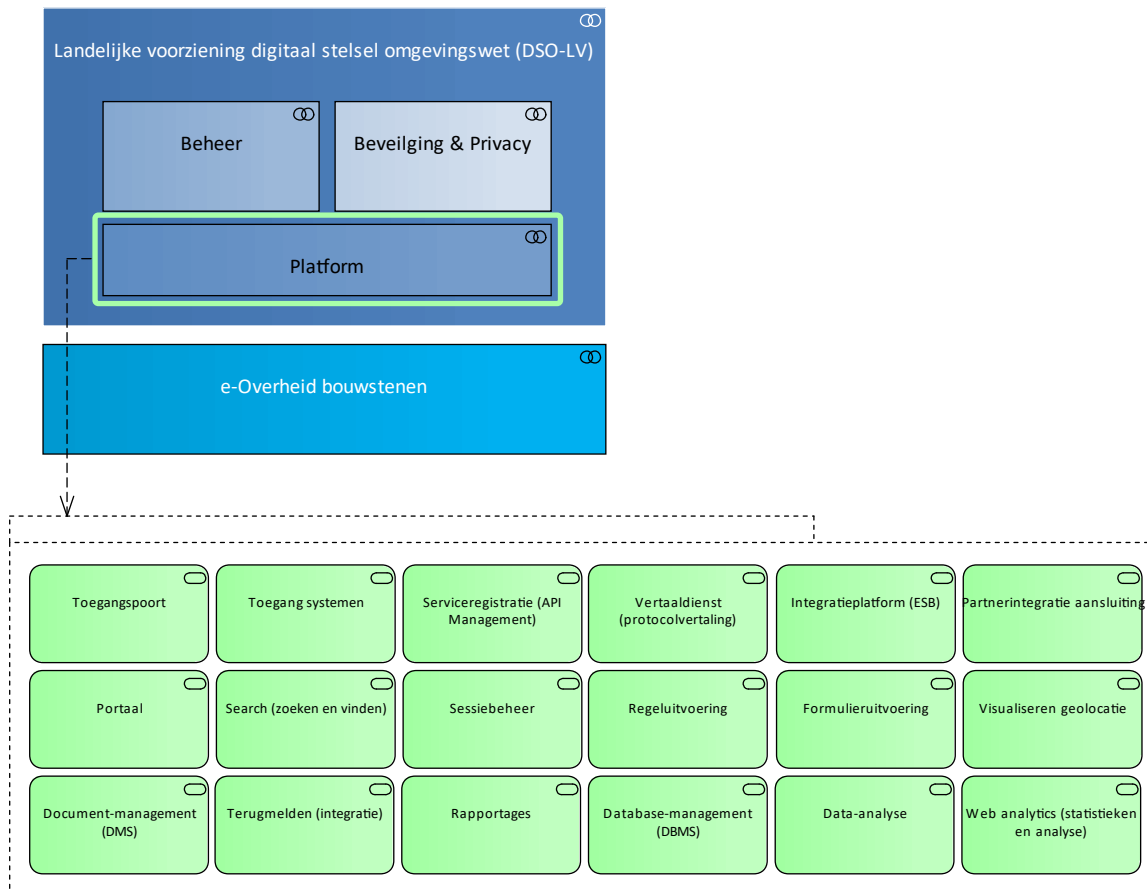 Landelijke voorziening digitaal stelsel omgevingswet (DSO-LV)
Beheer
Beveilging & Privacy
Platform
e-Overheid bouwstenen
Toegangspoort
Toegang systemen
Serviceregistratie (API
Management)
Vertaaldienst
(protocolvertaling)
Integratieplatform (ESB)
Partnerintegratie aansluiting
Portaal
Search (zoeken en vinden)
Sessiebeheer
Regeluitvoering
Formulieruitvoering
Visualiseren geolocatie
Document-management
(DMS)
Terugmelden (integratie)
Rapportages
Database-management
(DBMS)
Data-analyse
Web analytics (statistieken
en analyse)